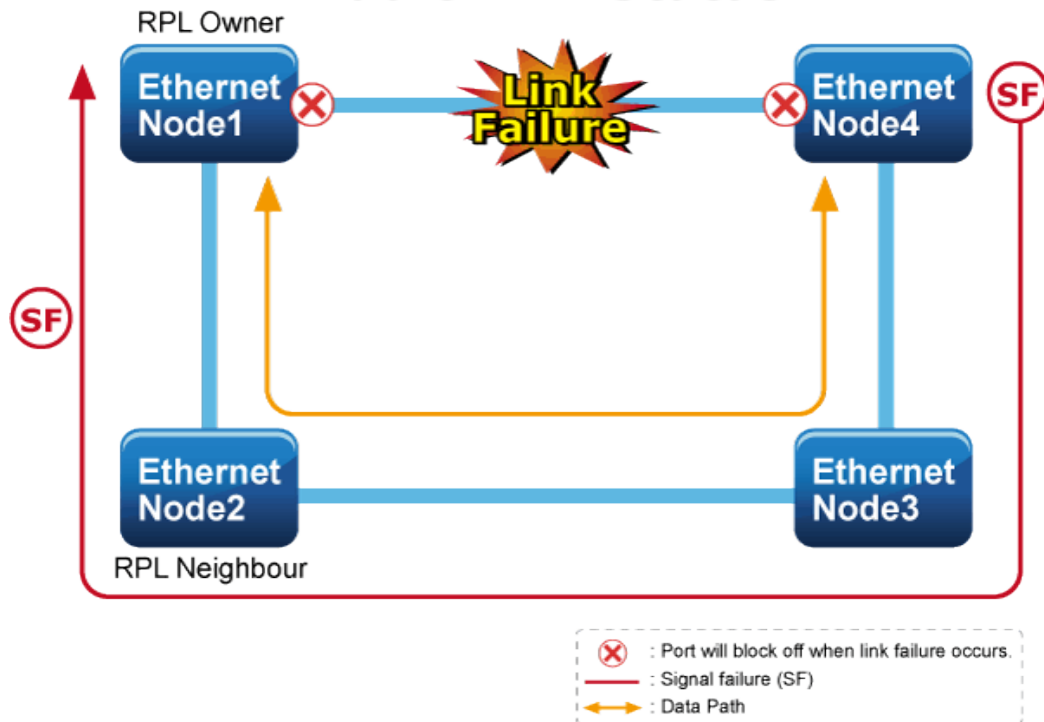 RPL Owner
Ethernet
Node1
Link
Failure
Ethernet
Node4
SF
SF
Ethernet
Node2
Ethernet
Node3
RPL Neighbour
: Port will block off when link failure occurs.
: Signal failure (SF)
: Data Path